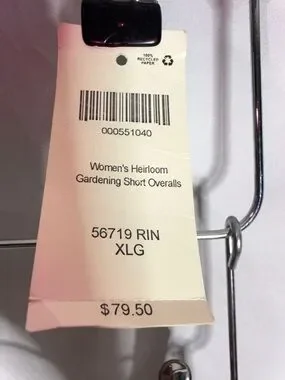 100%
RECYCLED
PAPER
000551040
Women's Heirloom
Gardening Short Overalls
56719 RIN
XLG
$79.50